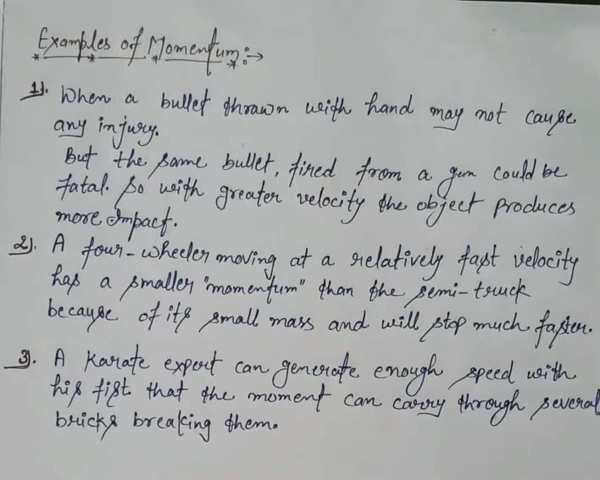 Examples of Momentum:→
1). When a bullet thrawn with hand may not cause
any injury.
But the same bullet, fired from a gun could be
fatal. So with greater velocity the object produces
more impact.
2). A four-wheeler moving at a relatively fast velocity
has a smaller "momentum" than the semi-truck
because of its small mass and will stop much faster.
3). A Karate expert can generate enough speed with
his fist that the moment can carry through several
bricks breaking them.